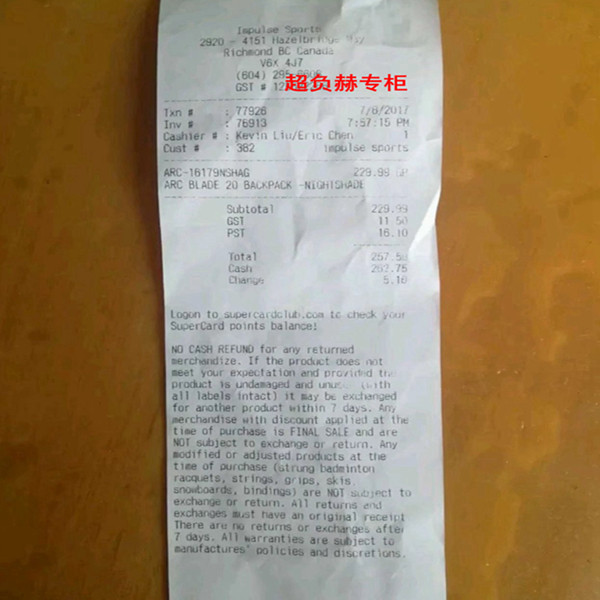 Impulse Sports
2920 - 4151 Hazelbridge Way
Richmond BC Canada
V6X 4J7
(604) 295
GST #
超负赫专柜
Txn # : 77926 7/6/2017
Inv # : 76913 7:57:15 PM
Cashier # : Kevin Liu/Eric Chen 1
Cust # : 382 impulse sports
ARC-16179NSHAG 229.99 GP
ARC BLADE 20 BACKPACK -NIGHTSHADE
Subtotal 229.99
GST 11.50
PST 16.10
Total 257.59
Cash 262.75
Change 5.16
Logon to supercardclub.com to check your
SuperCard points balance!
NO CASH REFUND for any returned
merchandize. If the product does not
meet your expectation and provided the
product is undamaged and unused (with
all labels intact) it may be exchanged
for another product within 7 days. Any
merchandise with discount applied at the
time of purchase is FINAL SALE and are
NOT subject to exchange or return. Any
modified or adjusted products at the
time of purchase (strung badminton
racquets, strings, grips, skis,
snowboards, bindings) are NOT subject to
exchange or return. All returns and
exchanges must have an original receipt
There are no returns or exchanges after
7 days. All warranties are subject to
manufactures' policies and discretions.